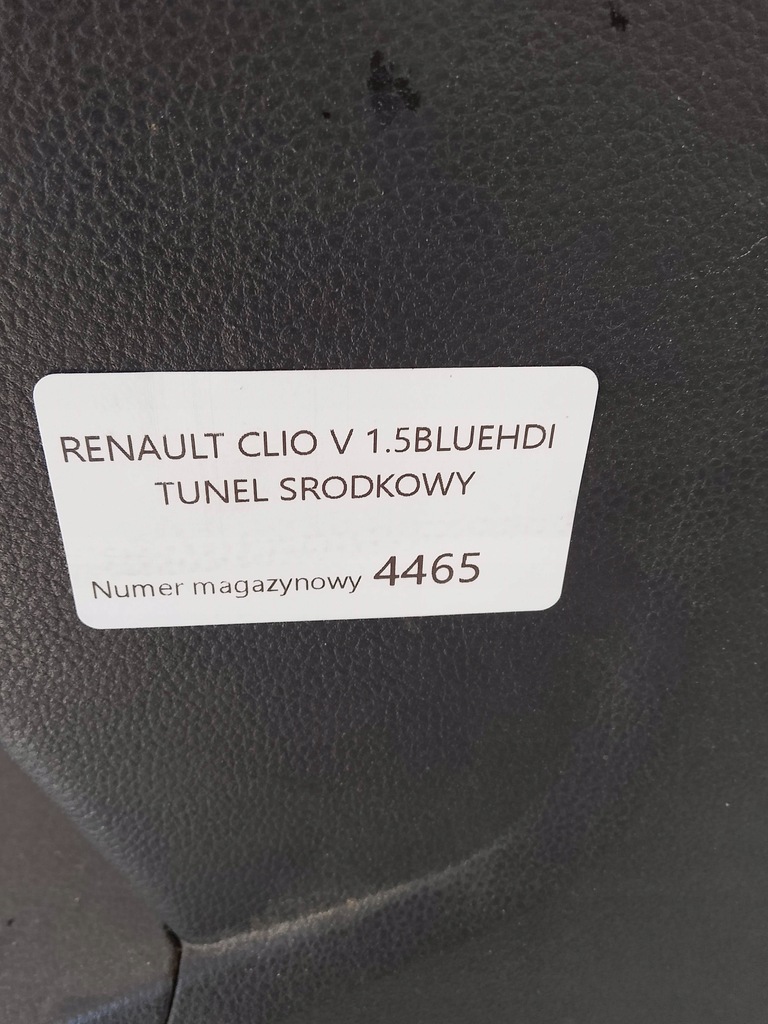 RENAULT CLIO V 1.5BLUEHDI
TUNEL SRODKOWY
Numer magazynowy 4465